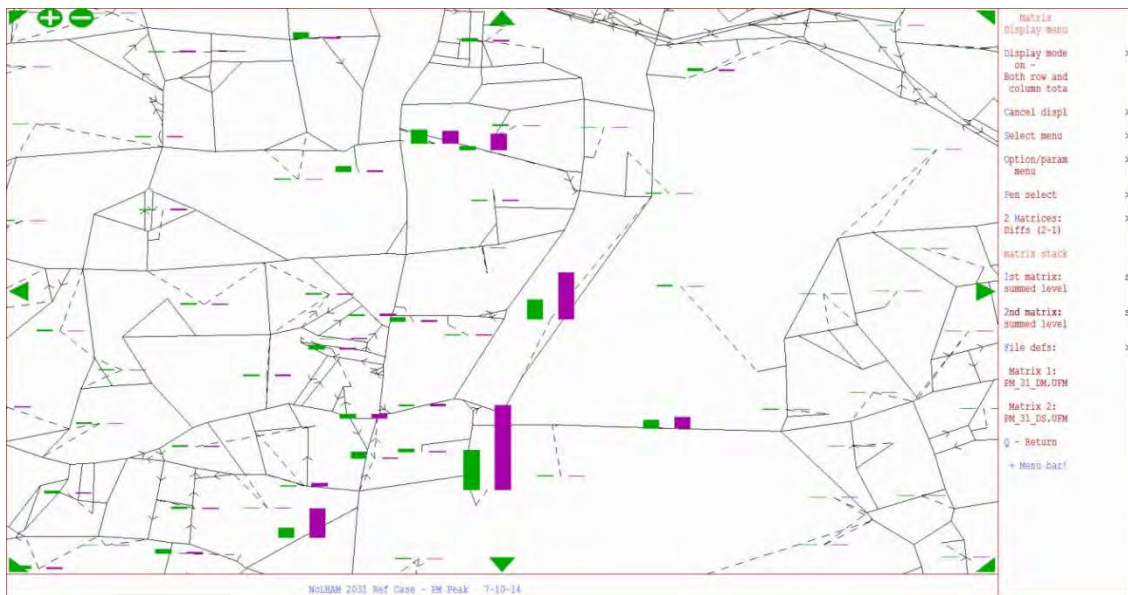 Matrix
Display menu
Display mode
on -
Both row and
column tota
Cancel displ
Select menu
Option/param
menu
Pen select
2 Matrices:
Diffs (2-1)
matrix stack
1st matrix:
summed level
2nd matrix:
summed level
File defs:
Matrix 1:
PM_31_DM.UFM
Matrix 2:
PM_31_DS.UFM
Q - Return
+ Menu bar!
NoLHAM 2031 Ref Case - PM Peak 7-10-14